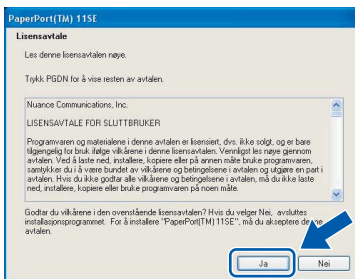 PaperPort(TM) 11SE
Lisensavtale
Les denne lisensavtalen nøye.
Trykk PGDN for å vise resten av avtalen.
Nuance Communications, Inc.
LISENSAVTALE FOR SLUTTBRUKER
Programvaren og materialene i denne avtalen er lisensiert, dvs. ikke solgt, og er bare
tilgjengelig for bruk ifølge vilkårene i denne lisensavtalen. Vennligst les nøye gjennom
avtalen. Ved å laste ned, installere, kopiere eller på annen måte bruke programvaren,
samtykker du i å være bundet av vilkårene og betingelsene i avtalen og utgjøre en part i
avtalen. Hvis du ikke godtar alle vilkårene og betingelsene i avtalen, må du ikke laste
ned, installere, kopiere eller bruke programvaren på noen måte.
Godtar du vilkårene i den ovenstående lisensavtalen? Hvis du velger Nei, avsluttes
installasjonsprogrammet. For å installere "PaperPort(TM) 11SE", må du akseptere denne
avtalen.
Ja
Nei